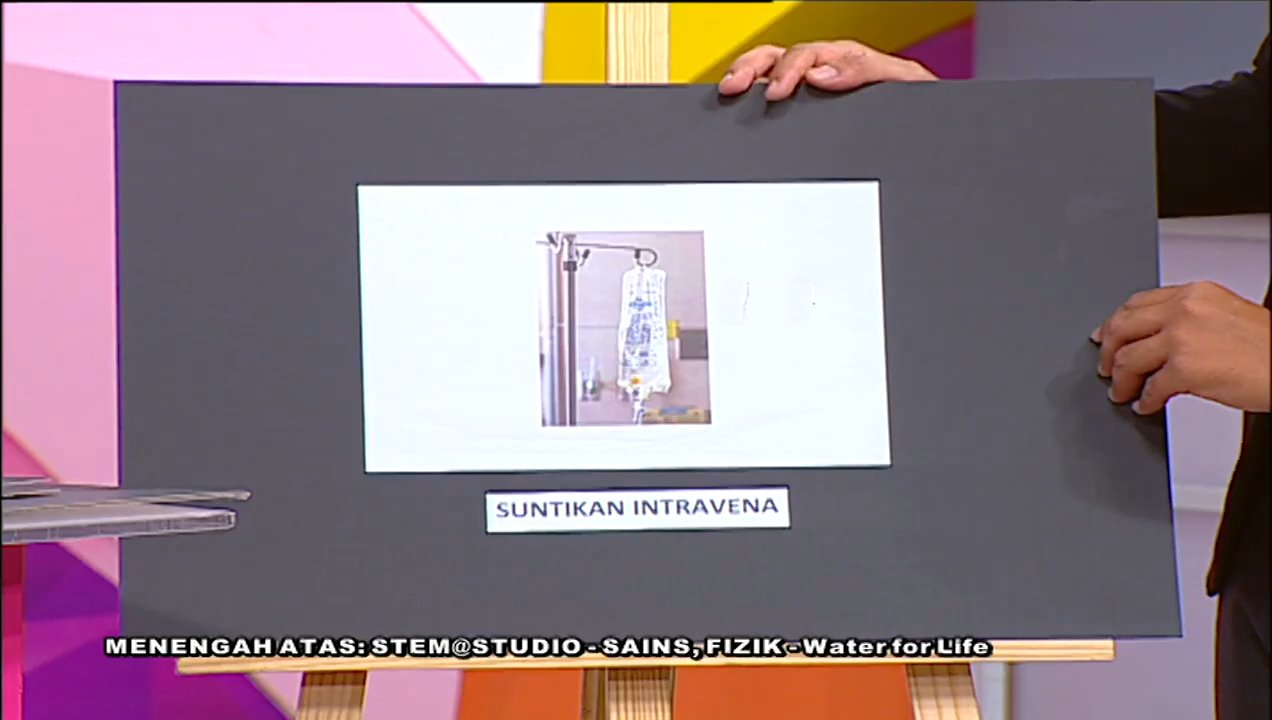 SUNTIKAN INTRAVENA
MENENGAH ATAS: STEM@STUDIO - SAINS, FIZIK - Water for Life